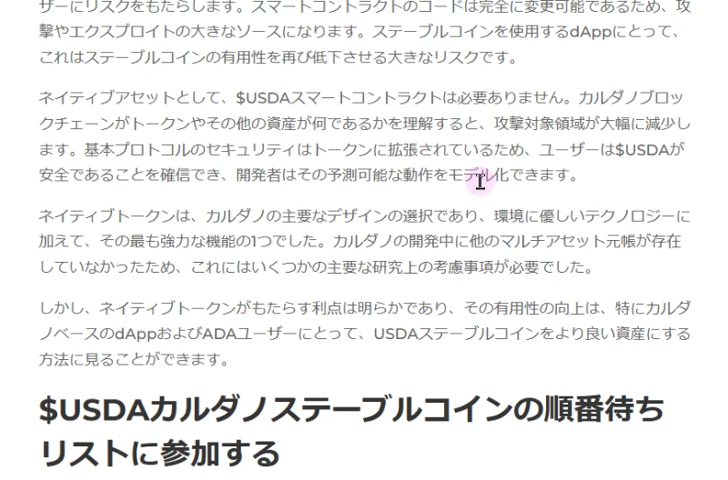 ザーにリスクをもたらします。スマートコントラクトのコードは完全に変更可能であるため、攻
撃やエクスプロイトの大きなソースになります。ステーブルコインを使用するdAppにとって、
これはステーブルコインの有用性を再び低下させる大きなリスクです。
ネイティブアセットとして、$USDAスマートコントラクトは必要ありません。カルダノブロッ
クチェーンがトークンやその他の資産が何であるかを理解すると、攻撃対象領域が大幅に減少し
ます。基本プロトコルのセキュリティはトークンに拡張されているため、ユーザーは$USDAが
安全であることを確信でき、開発者はその予測可能な動作をモデル化できます。
ネイティブトークンは、カルダノの主要なデザインの選択であり、環境に優しいテクノロジーに
加えて、その最も強力な機能の1つでした。カルダノの開発中に他のマルチアセット元帳が存在
していなかったため、これにはいくつかの主要な研究上の考慮事項が必要でした。
しかし、ネイティブトークンがもたらす利点は明らかであり、その有用性の向上は、特にカルダ
ノベースのdAppおよびADAユーザーにとって、USDAステーブルコインをより良い資産にする
方法に見ることができます。
$USDAカルダノステーブルコインの順番待ち
リストに参加する